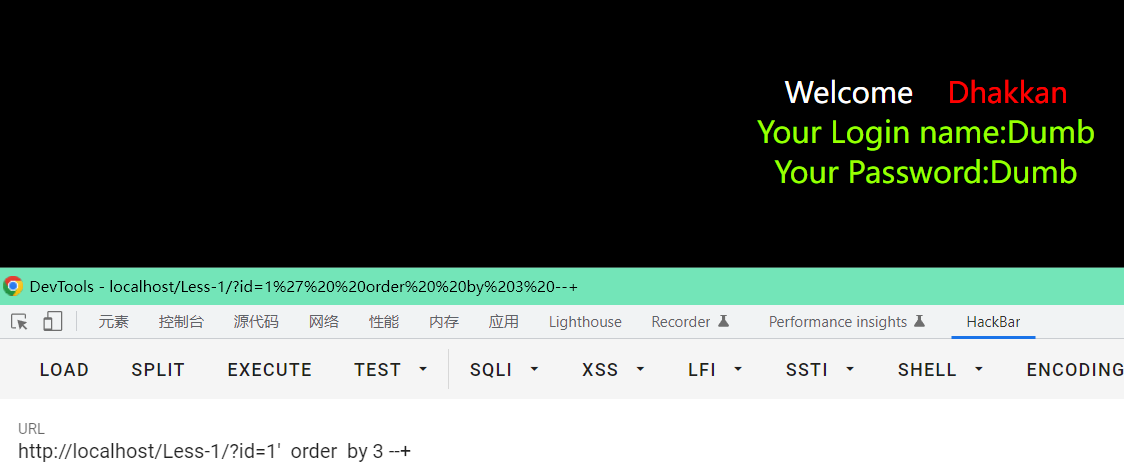 Welcome Dhakkan
Your Login name:Dumb
Your Password:Dumb
DevTools - localhost/Less-1/?id=1%27%20%20order%20%20by%203%20--+
元素 控制台 源代码 网络 性能 内存 应用 Lighthouse Recorder Performance insights HackBar
LOAD SPLIT EXECUTE TEST SQLI XSS LFI SSTI SHELL ENCODING
URL
http://localhost/Less-1/?id=1'  order  by 3 --+